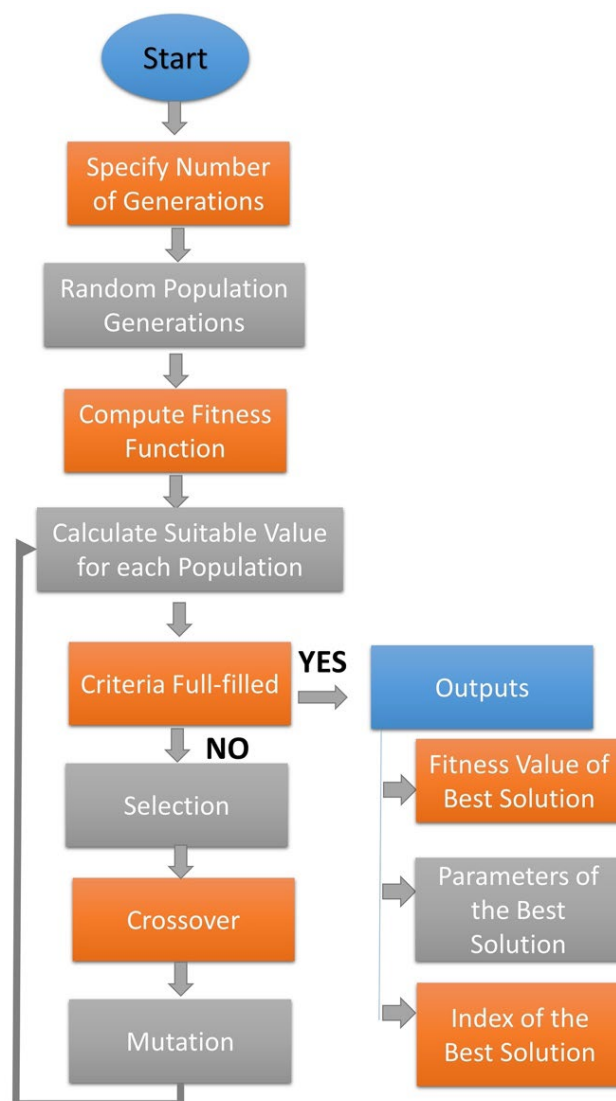 Start
Specify Number
of Generations
Random Population
Generations
Compute Fitness
Function
Calculate Suitable Value
for each Population
Criteria Full-filled
YES
Outputs
NO
Fitness Value of
Best Solution
Selection
Parameters of
the Best
Solution
Crossover
Index of the
Best Solution
Mutation